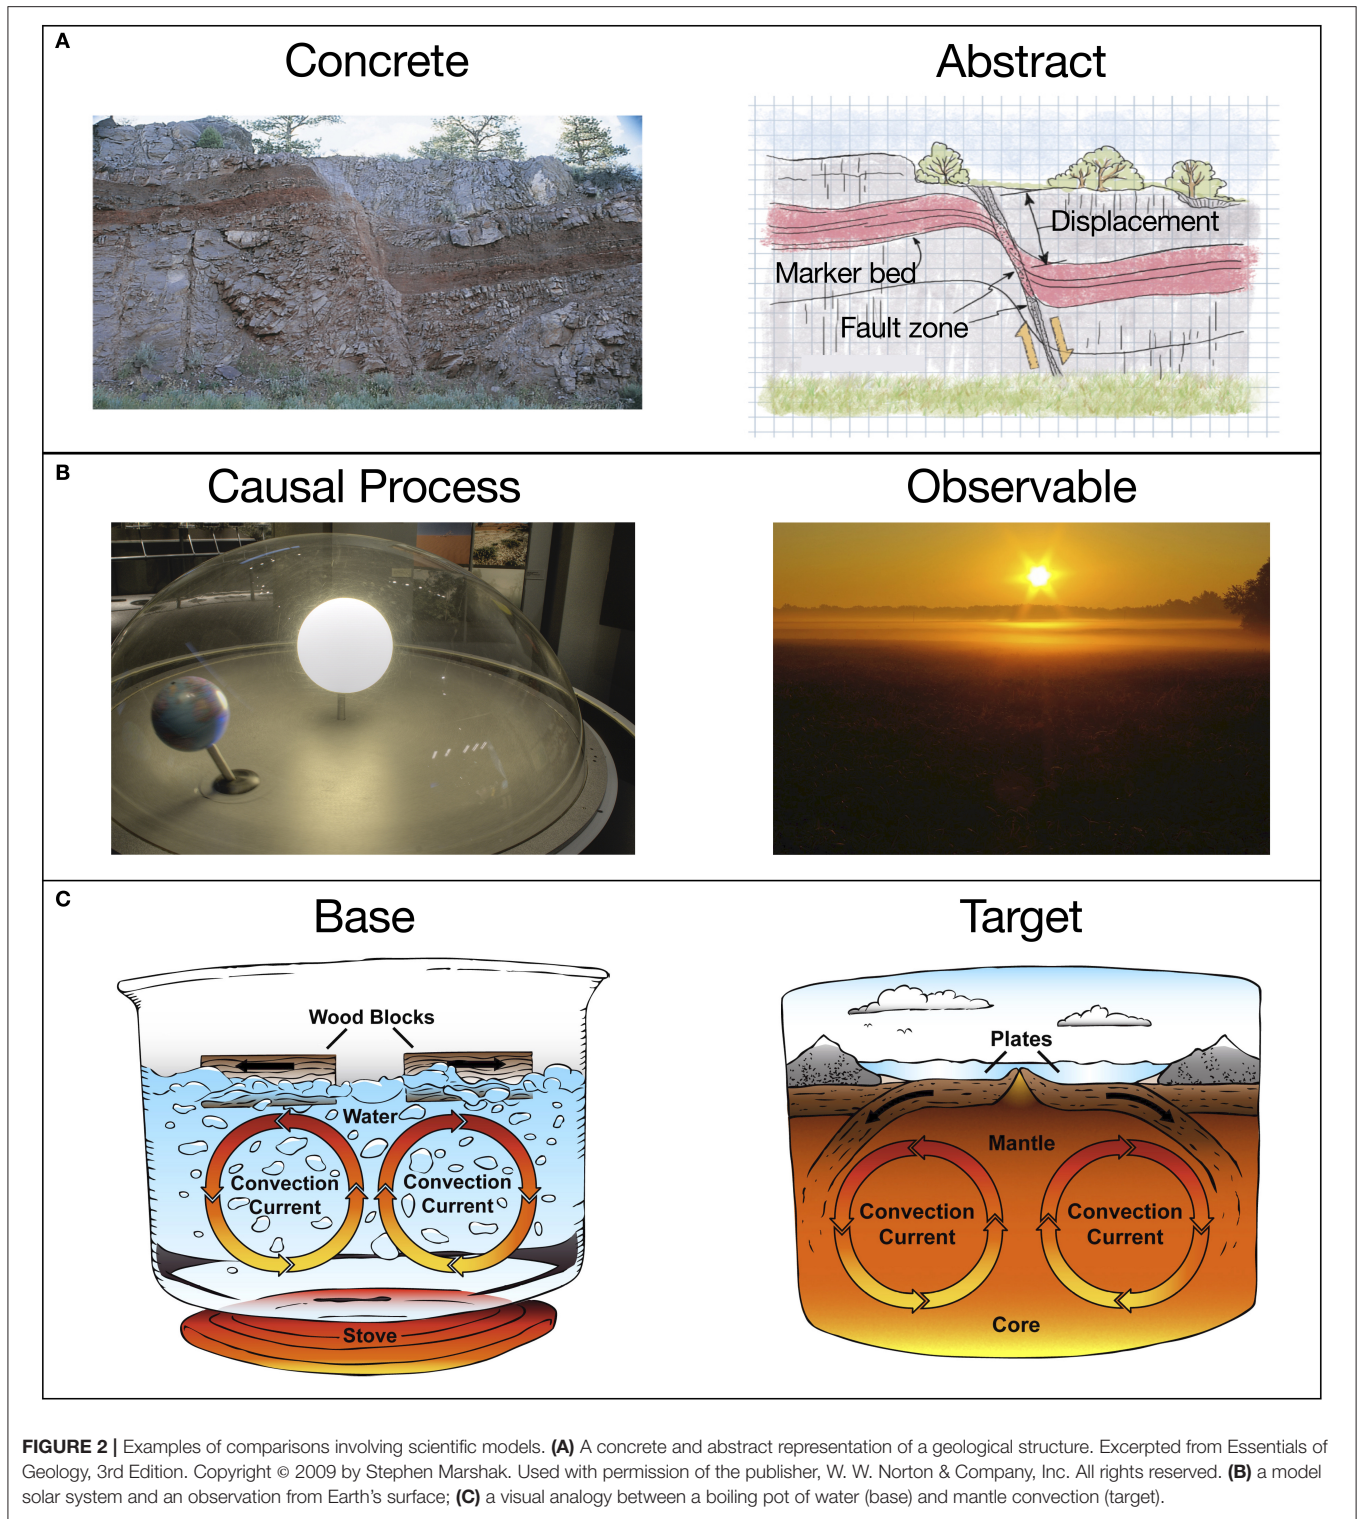 A
Concrete
Abstract
Displacement
Marker bed
Fault zone
B
Causal Process
Observable
C
Base
Target
Wood Blocks
Water
Convection
Current
Convection
Current
Stove
Plates
Mantle
Convection
Current
Convection
Current
Core
FIGURE 2 | Examples of comparisons involving scientific models. (A) A concrete and abstract representation of a geological structure. Excerpted from Essentials of
Geology, 3rd Edition. Copyright © 2009 by Stephen Marshak. Used with permission of the publisher, W. W. Norton & Company, Inc. All rights reserved. (B) a model
solar system and an observation from Earth's surface; (C) a visual analogy between a boiling pot of water (base) and mantle convection (target).